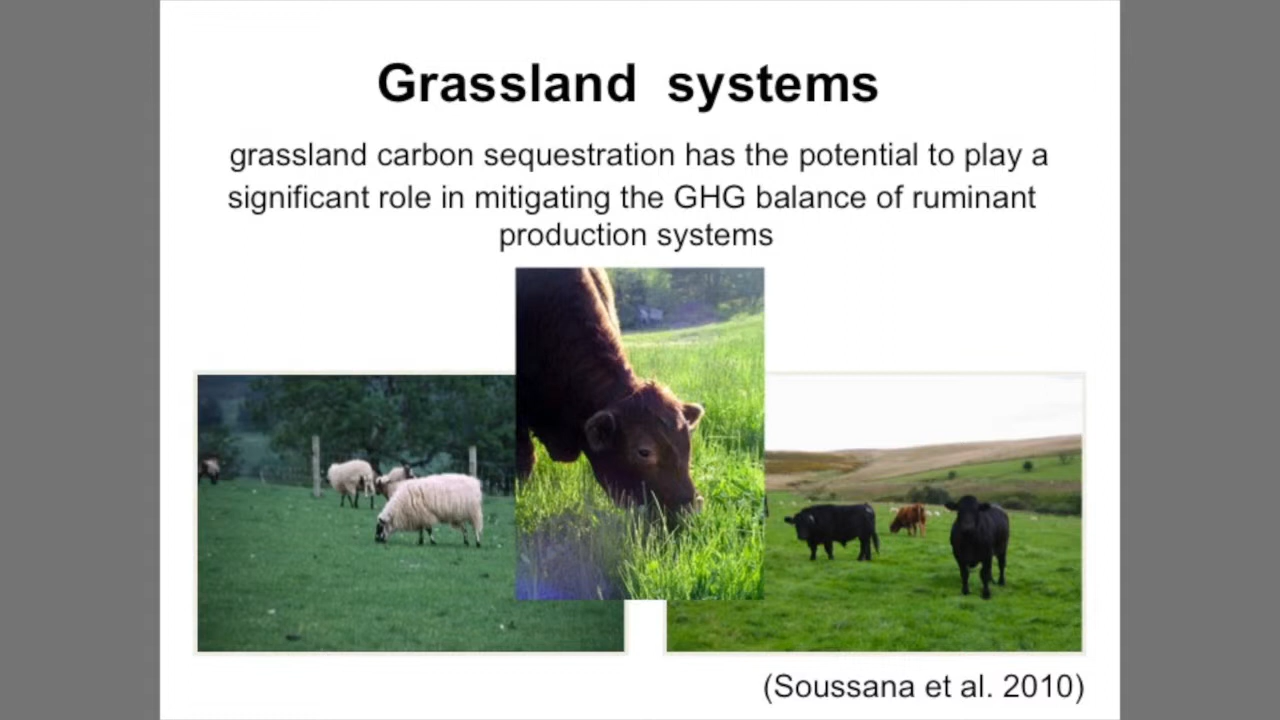 Grassland systems
grassland carbon sequestration has the potential to play a
significant role in mitigating the GHG balance of ruminant
production systems
(Soussana et al. 2010)